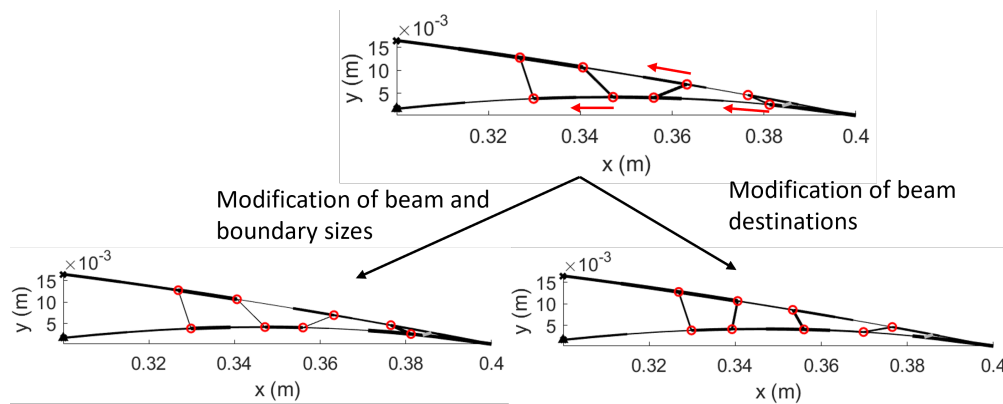 ×10⁻³
15
10
5
y (m)
0.32
0.34
0.36
0.38
0.4
x (m)
Modification of beam and
boundary sizes
Modification of beam
destinations
×10⁻³
15
10
5
y (m)
0.32
0.34
0.36
0.38
0.4
x (m)
×10⁻³
15
10
5
y (m)
0.32
0.34
0.36
0.38
0.4
x (m)